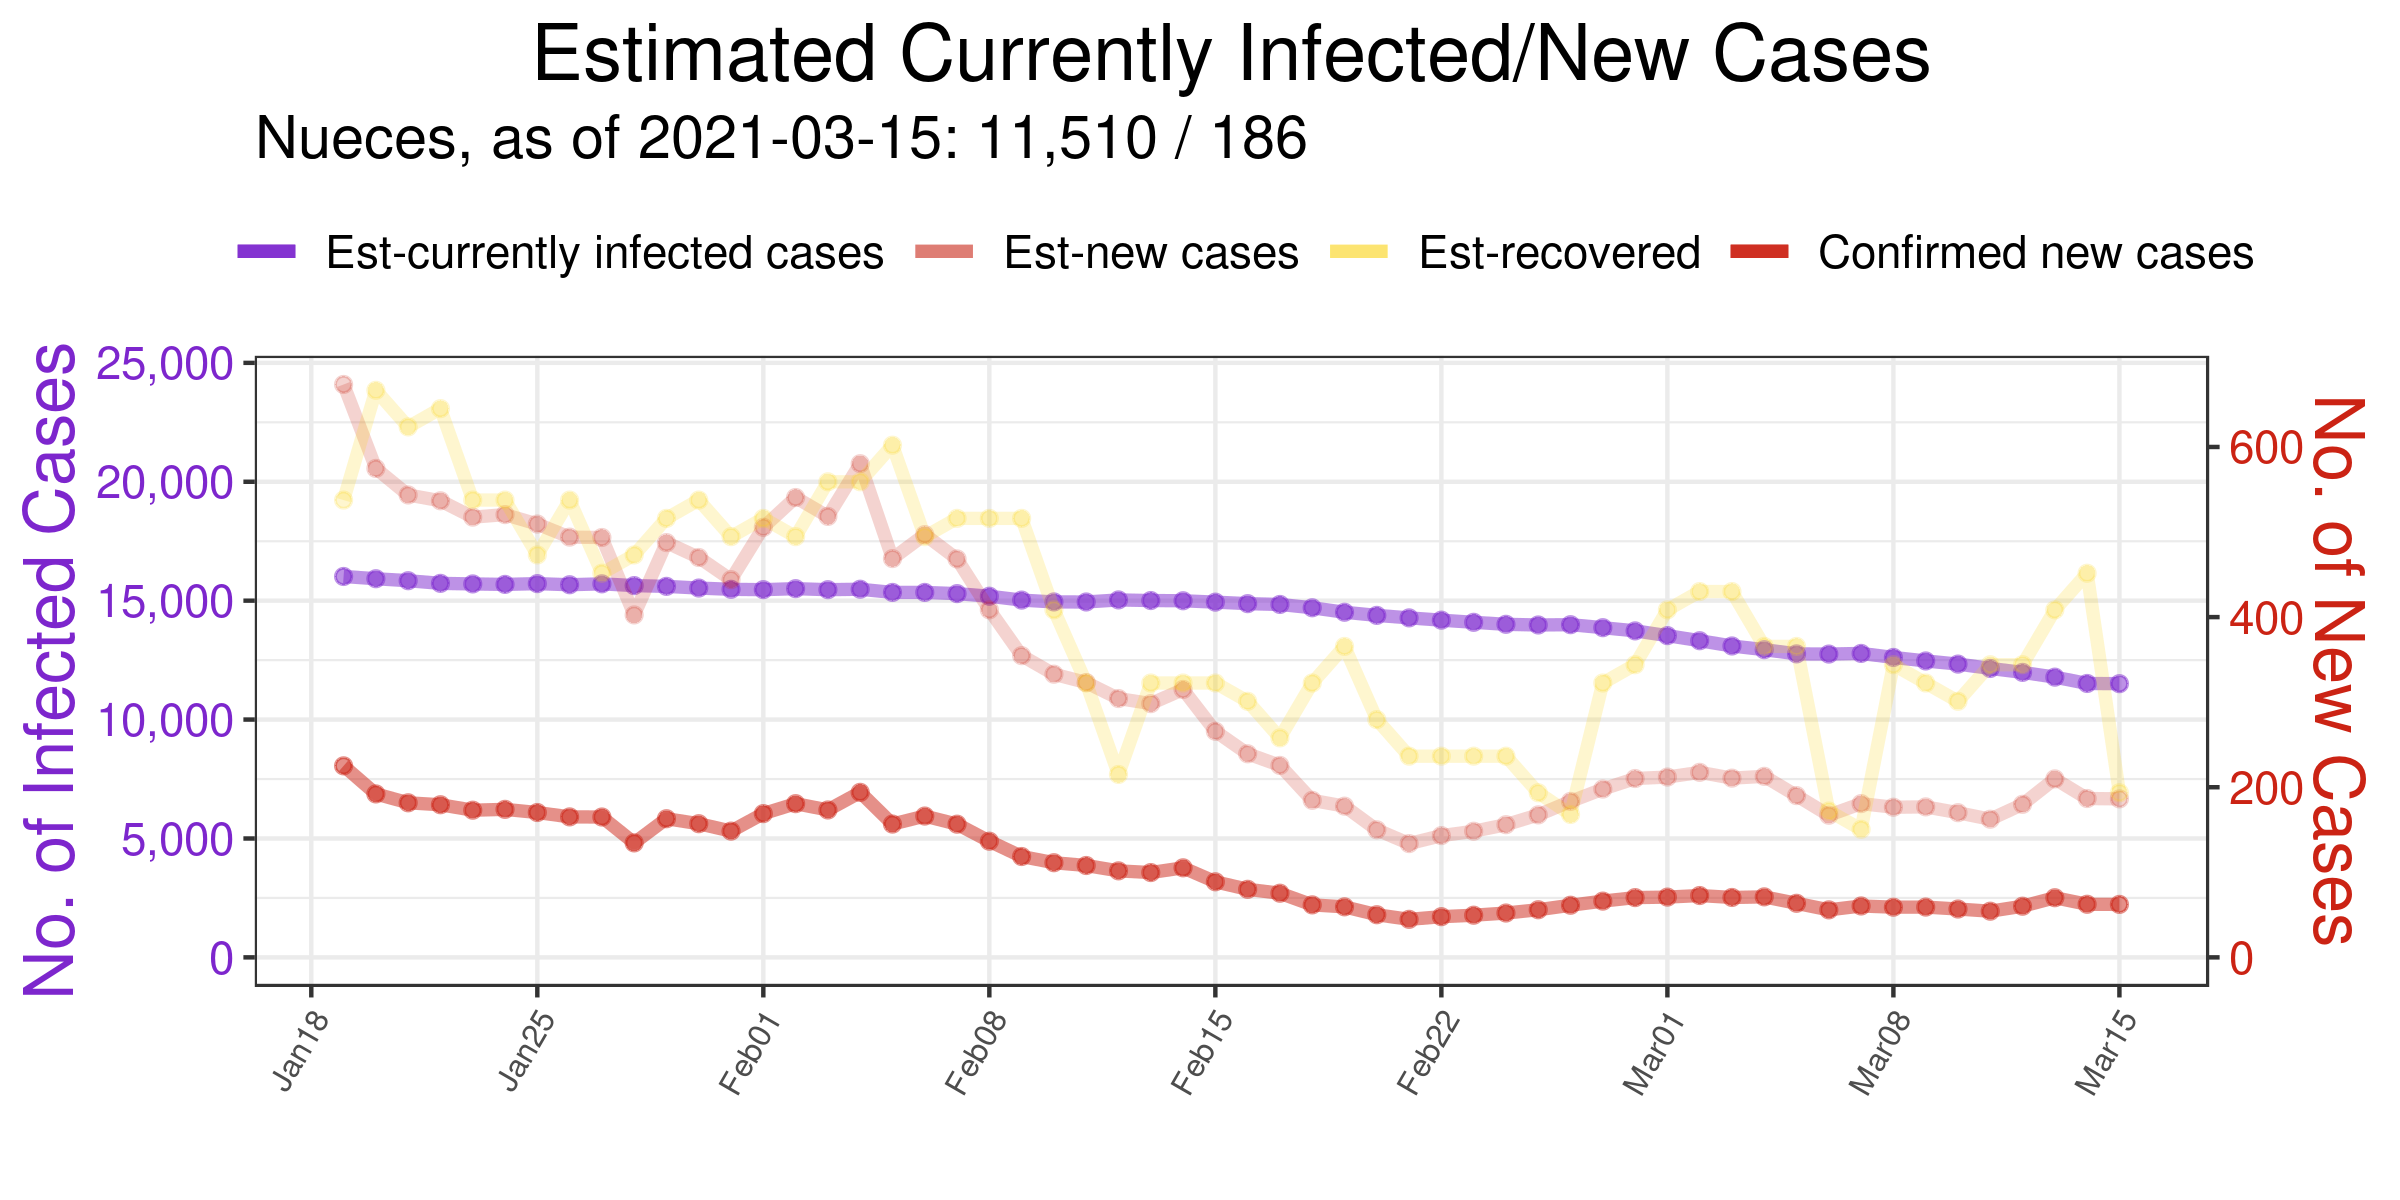 Estimated Currently Infected/New Cases
Nueces, as of 2021-03-15: 11,510 / 186
Est-currently infected cases Est-new cases Est-recovered Confirmed new cases
No. of Infected Cases
25,000
20,000
15,000
10,000
5,000
0
No. of New Cases
600
400
200
0
Jan18 Jan25 Feb01 Feb08 Feb15 Feb22 Mar01 Mar08 Mar15